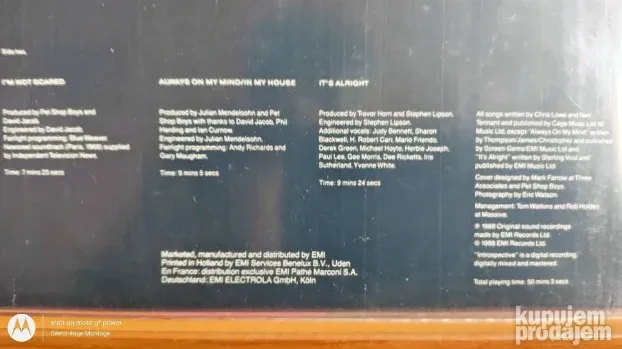 Side two.
I'M NOT SCARED
Produced by Pet Shop Boys and
David Jacob.
Engineered by David Jacob.
Fairlight programming: Blue Weaver
Newsroom soundtrack (Paris, 1968) supplied
by Independent Television News.
Time: 7 mins 23 secs
ALWAYS ON MY MIND/IN MY HOUSE
Produced by Julian Mendelsohn and Pet
Shop Boys with thanks to David Jacob, Phil
Harding and Ian Curnow.
Engineered by Julian Mendelsohn.
Fairlight programming: Andy Richards and
Gary Maughan.
Time: 9 mins 5 secs
IT'S ALRIGHT
Produced by Trevor Horn and Stephen Lipson.
Engineered by Stephen Lipson.
Additional vocals: Judy Bennett, Sharon
Blackwell, H. Robert Carr, Mario Friendo,
Derek Green, Michael Hoyte, Herbie Joseph,
Paul Lee, Gee Morris, Dee Ricketts, Iris
Sutherland, Yvonne White.
Time: 9 mins 24 secs
All songs written by Chris Lowe and Neil
Tennant and published by Cage Music Ltd/10
Music Ltd, except 'Always On My Mind' written
by Thompson/James/Christopher and published
by Screen Gems/EMI Music Ltd and
"It's Alright" written by Sterling Void and
published by EMI Music Ltd.
Cover designed by Mark Farrow at Three
Associates and Pet Shop Boys.
Photography by Eric Watson.
Management: Tom Watkins and Rob Holden
at Massive.
℗ 1988 Original sound recordings
made by EMI Records Ltd.
© 1988 EMI Records Ltd.
"Introspective" is a digital recording,
digitally mixed and mastered.
Total playing time: 50 mins 3 secs
Marketed, manufactured and distributed by EMI
Printed in Holland by EMI Services Benelux B.V., Uden
En France: distribution exclusive EMI Pathé Marconi S.A.
Deutschland: EMI ELECTROLA GmbH, Köln
shot on moto g⁶ power
kupujem
prodajem